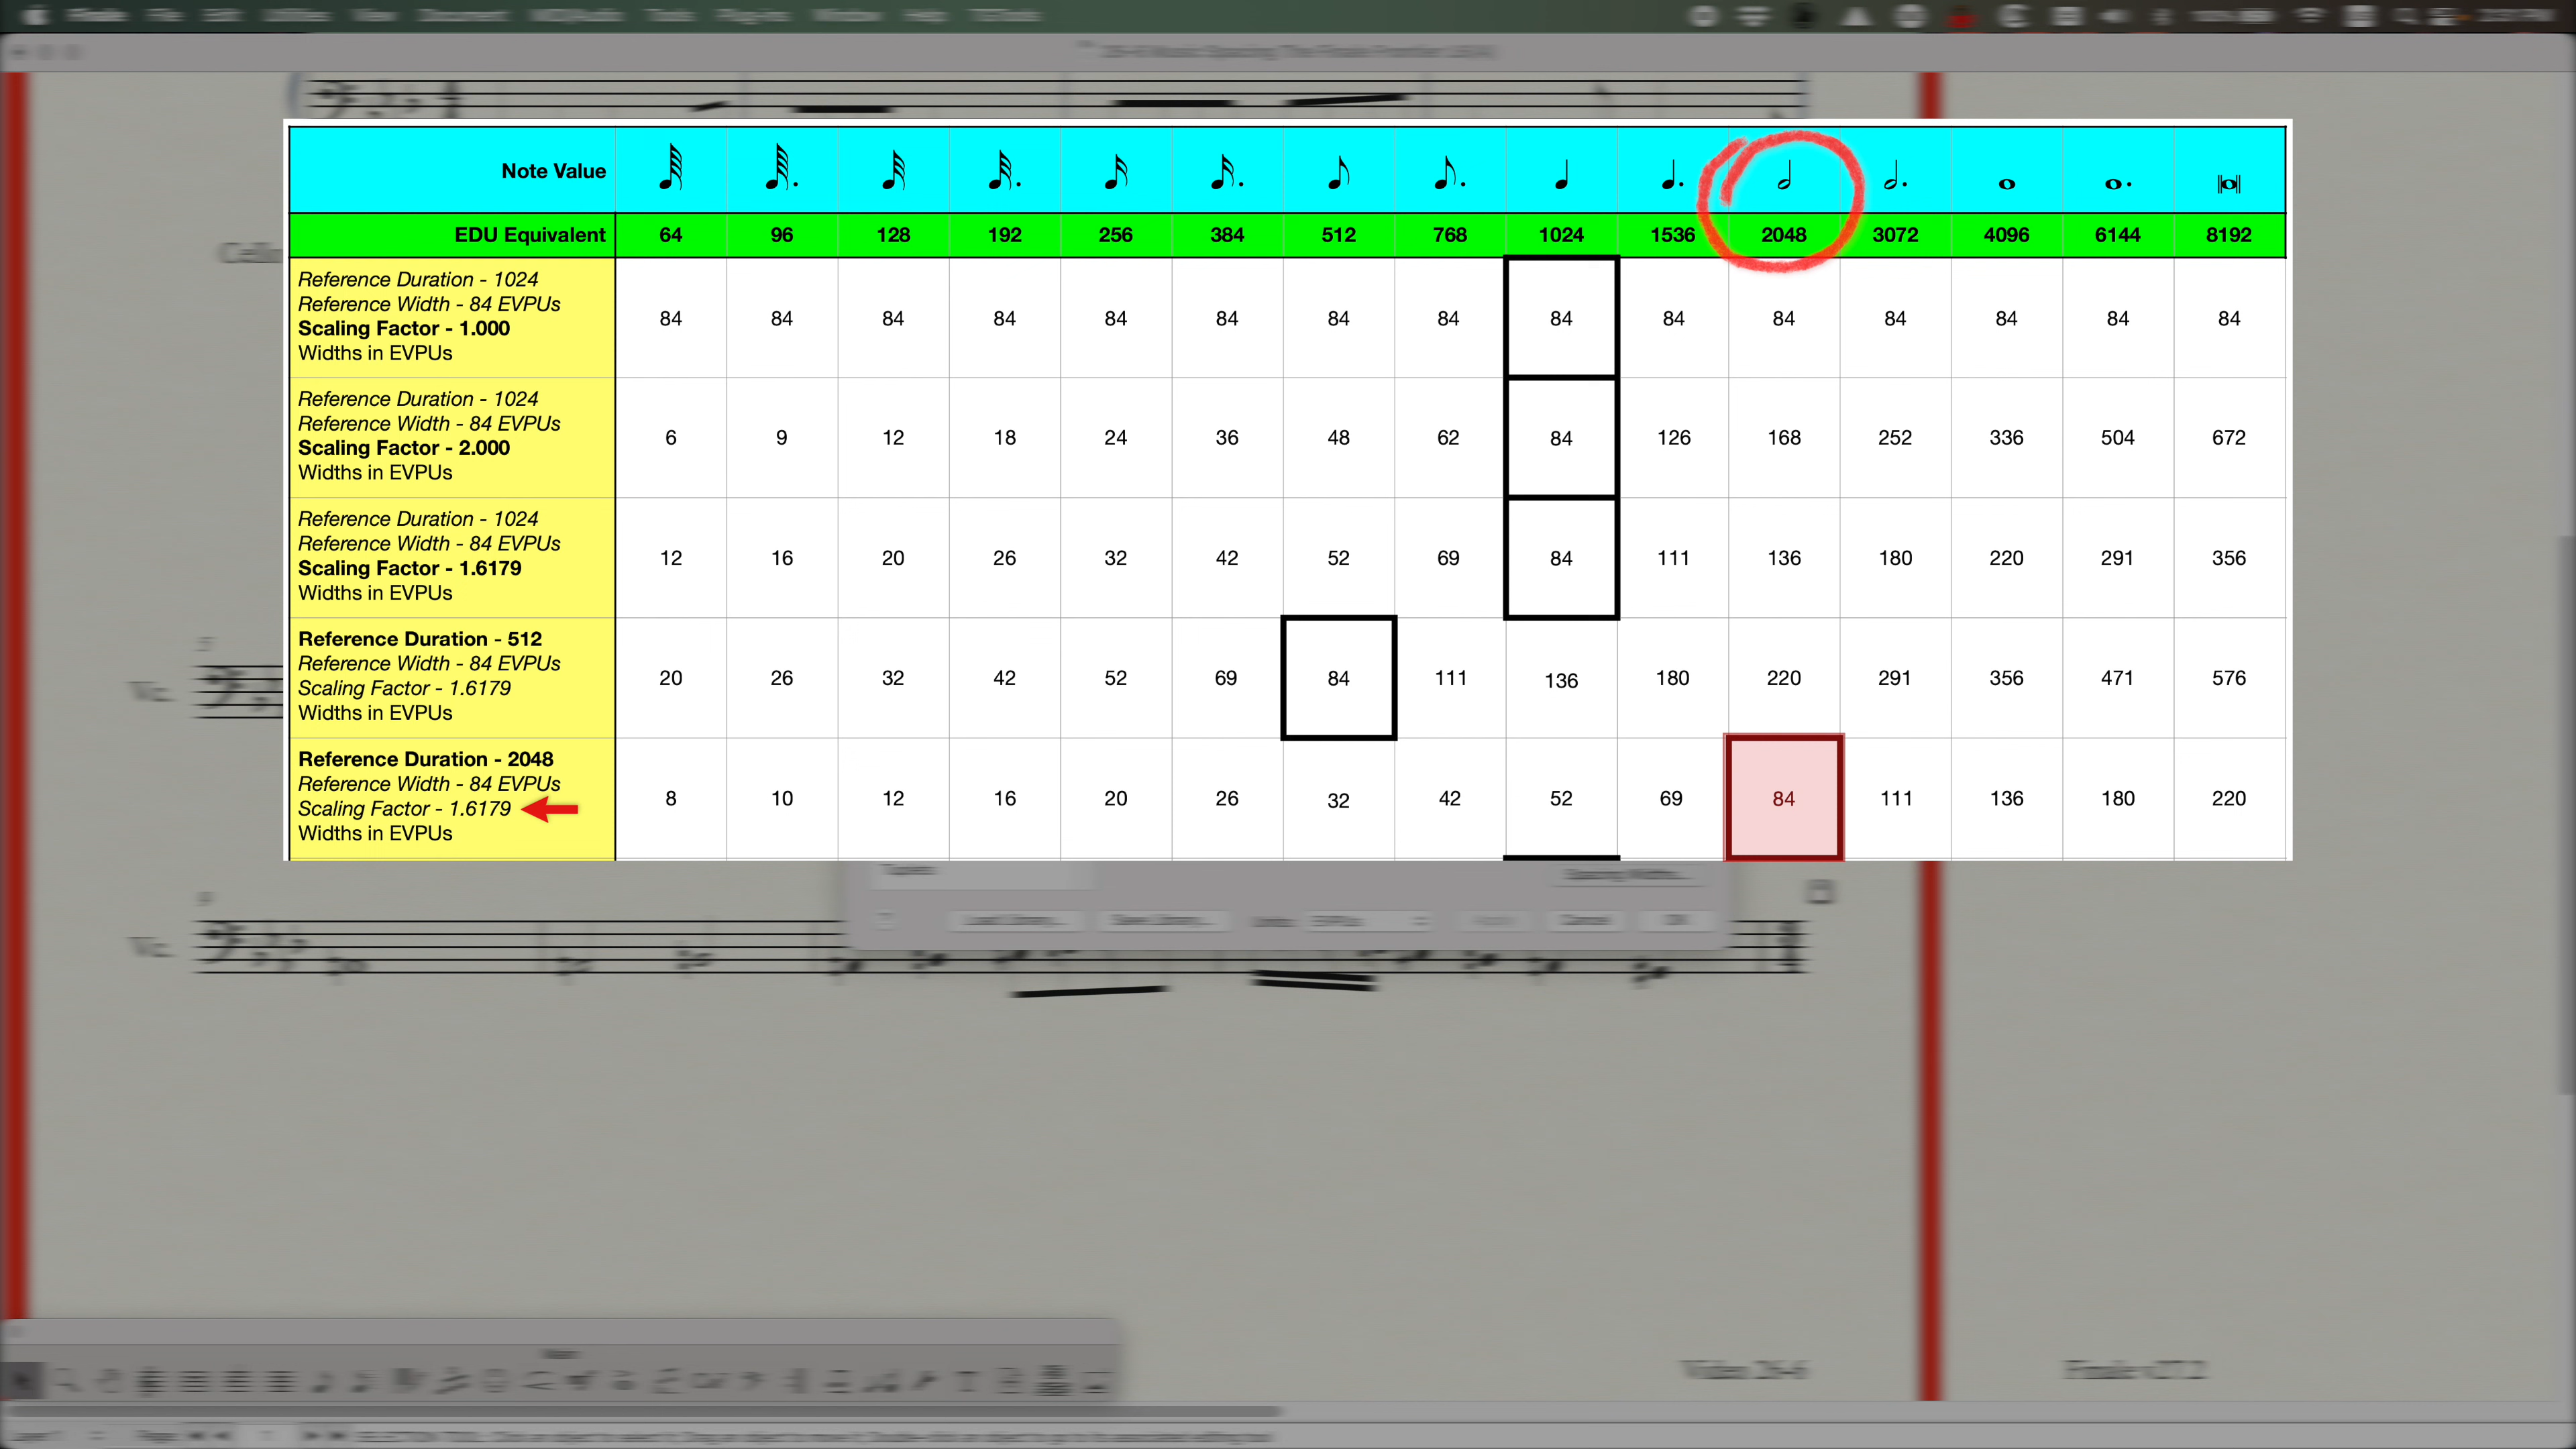 Note Value
EDU Equivalent 64 96 128 192 256 384 512 768 1024 1536 2048 3072 4096 6144 8192
Reference Duration - 1024
Reference Width - 84 EVPUs
Scaling Factor - 1.000
Widths in EVPUs
84 84 84 84 84 84 84 84 84 84 84 84 84 84 84
Reference Duration - 1024
Reference Width - 84 EVPUs
Scaling Factor - 2.000
Widths in EVPUs
6 9 12 18 24 36 48 62 84 126 168 252 336 504 672
Reference Duration - 1024
Reference Width - 84 EVPUs
Scaling Factor - 1.6179
Widths in EVPUs
12 16 20 26 32 42 52 69 84 111 136 180 220 291 356
Reference Duration - 512
Reference Width - 84 EVPUs
Scaling Factor - 1.6179
Widths in EVPUs
20 26 32 42 52 69 84 111 136 180 220 291 356 471 576
Reference Duration - 2048
Reference Width - 84 EVPUs
Scaling Factor - 1.6179
Widths in EVPUs
8 10 12 16 20 26 32 42 52 69 84 111 136 180 220